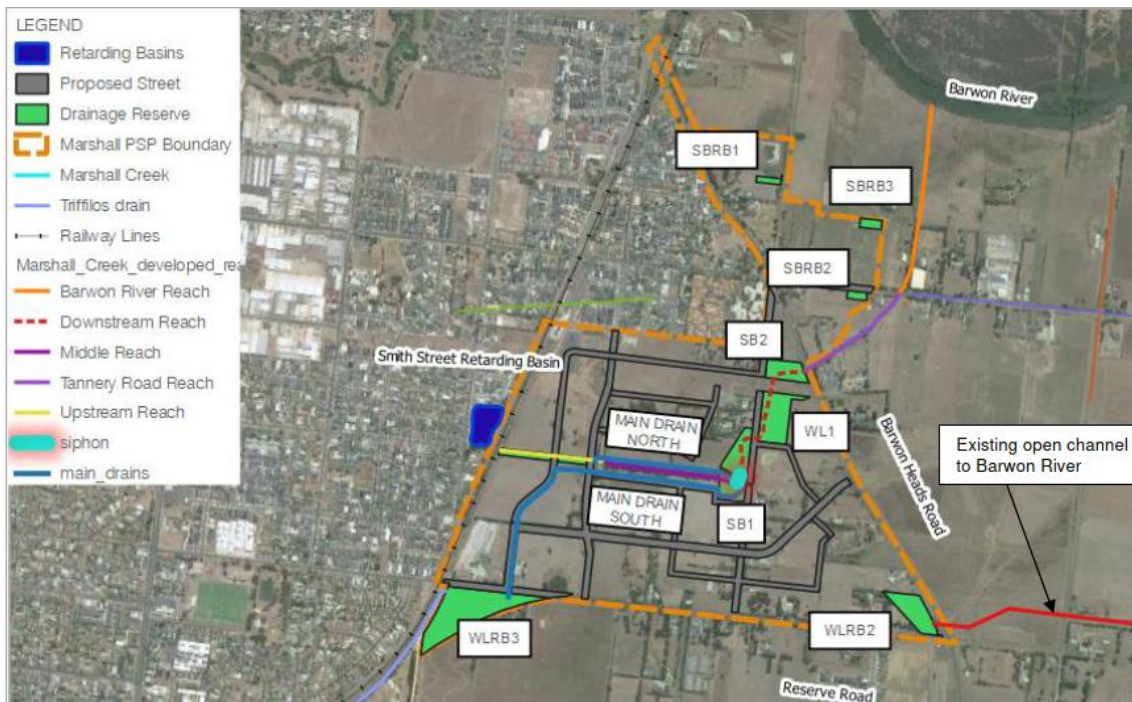 LEGEND
Retarding Basins
Proposed Street
Drainage Reserve
Marshall PSP Boundary
Marshall Creek
Triffilos drain
Railway Lines
Marshall_Creek_developed_rea
Barwon River Reach
Downstream Reach
Middle Reach
Tannery Road Reach
Upstream Reach
siphon
main_drains
Barwon River
SBRB1
SBRB3
SBRB2
SB2
Smith Street Retarding Basin
MAIN DRAIN
NORTH
WL1
Barwon Heads Road
Existing open channel
to Barwon River
MAIN DRAIN
SOUTH
SB1
WLRB3
WLRB2
Reserve Road